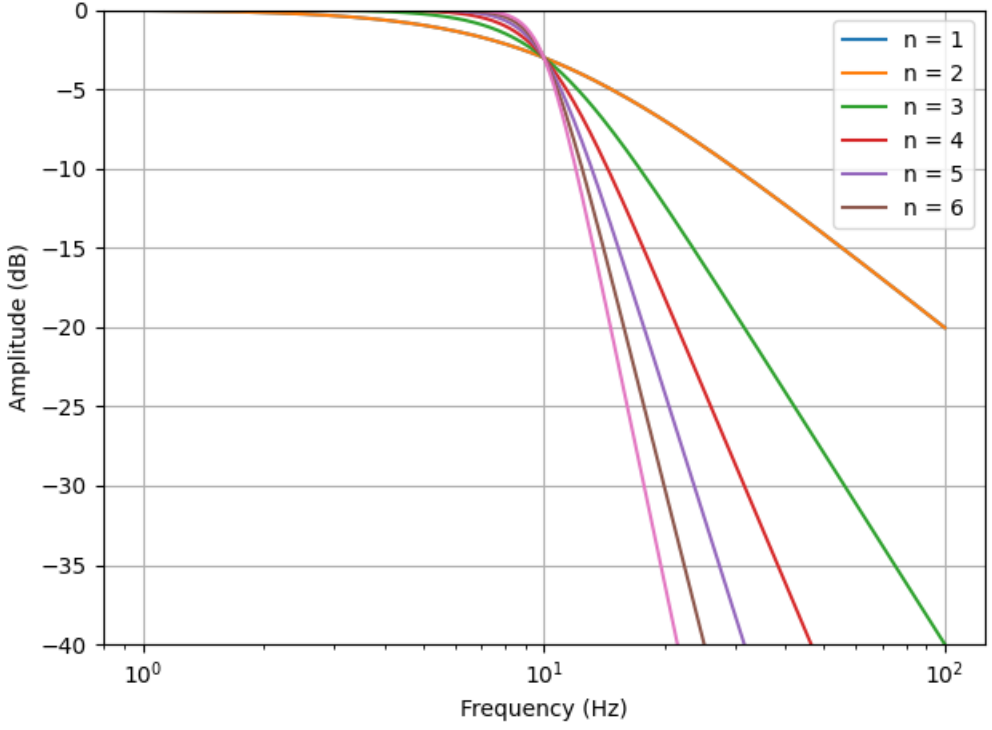 0
−5
−10
−15
−20
−25
−30
−35
−40
Amplitude (dB)
10⁰
10¹
10²
Frequency (Hz)
n = 1
n = 2
n = 3
n = 4
n = 5
n = 6